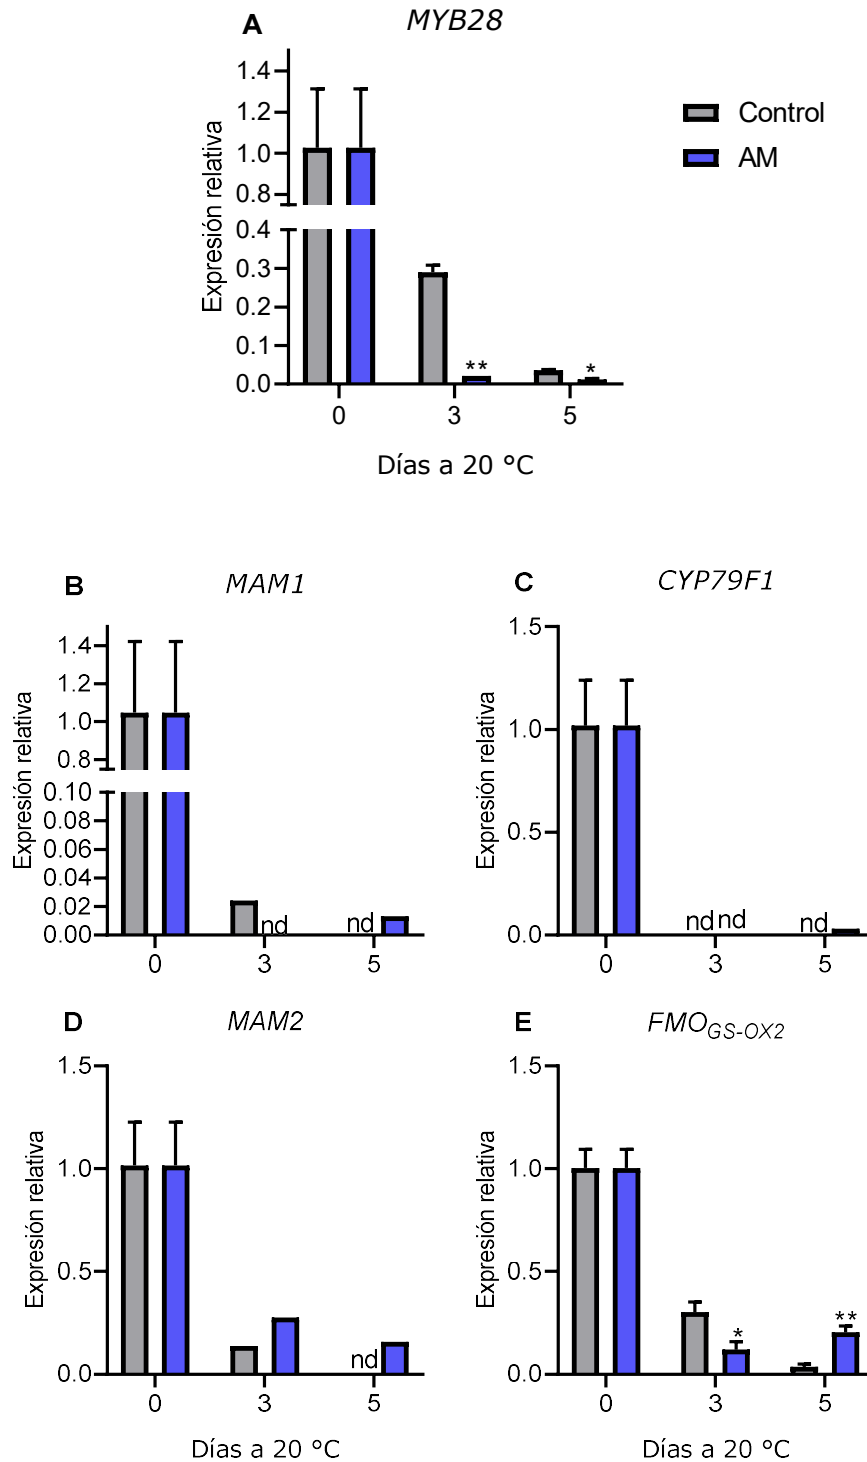 A MYB28
Control
AM
Expresión relativa
1.4
1.2
1.0
0.8
0.4
0.3
0.2
0.1
0.0
** *
0 3 5
Días a 20 °C
B MAM1
Expresión relativa
1.4
1.2
1.0
0.8
0.10
0.08
0.06
0.04
0.02
0.00
nd nd
0 3 5
C CYP79F1
Expresión relativa
1.5
1.0
0.5
0.0
nd nd nd
0 3 5
D MAM2
Expresión relativa
1.5
1.0
0.5
0.0
nd
0 3 5
Días a 20 °C
E FMOGS-OX2
Expresión relativa
1.5
1.0
0.5
0.0
* **
0 3 5
Días a 20 °C